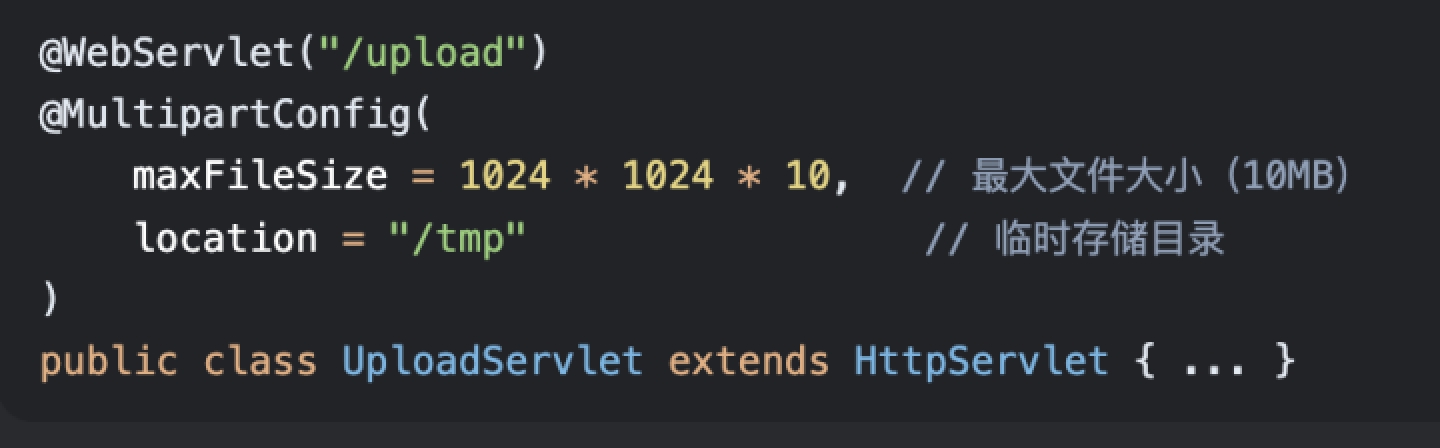 @WebServlet("/upload")
@MultipartConfig(
    maxFileSize = 1024 * 1024 * 10,  // 最大文件大小（10MB）
    location = "/tmp"                 // 临时存储目录
)
public class UploadServlet extends HttpServlet { ... }